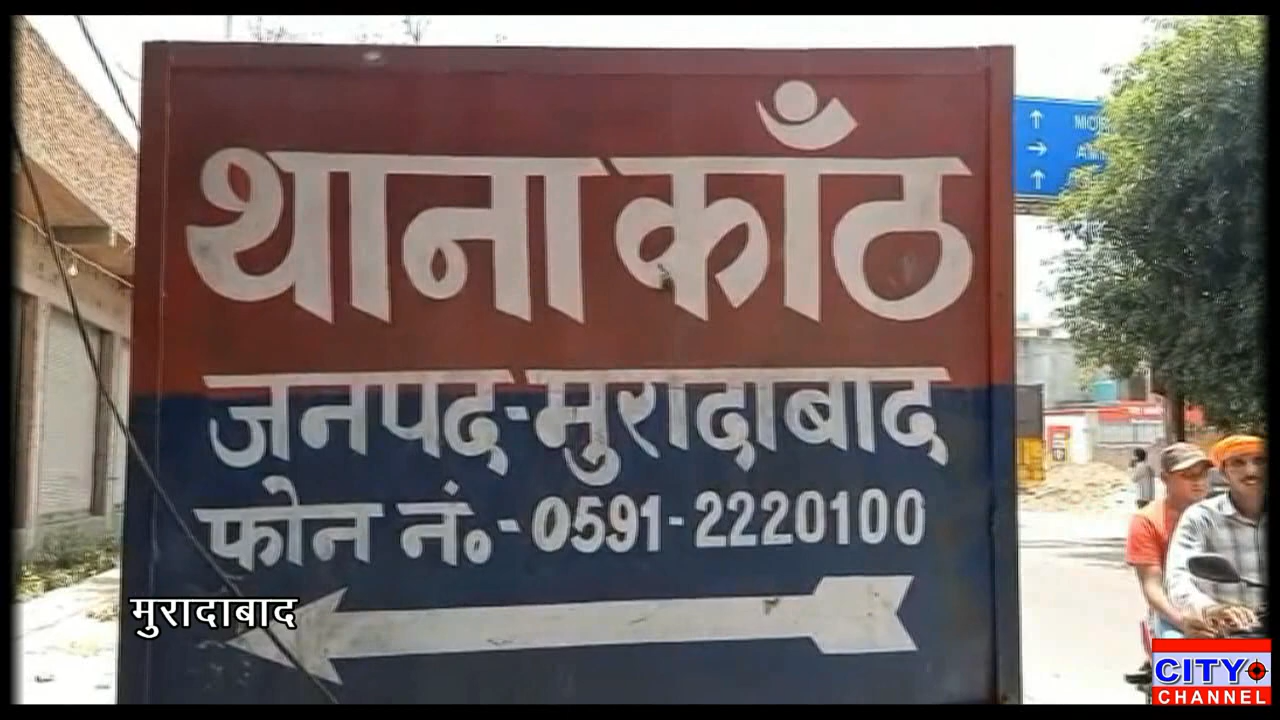 थाना काँठ
जनपद-मुरादाबाद
फोन नं॰-0591-2220100
मुरादाबाद
CITY
CHANNEL